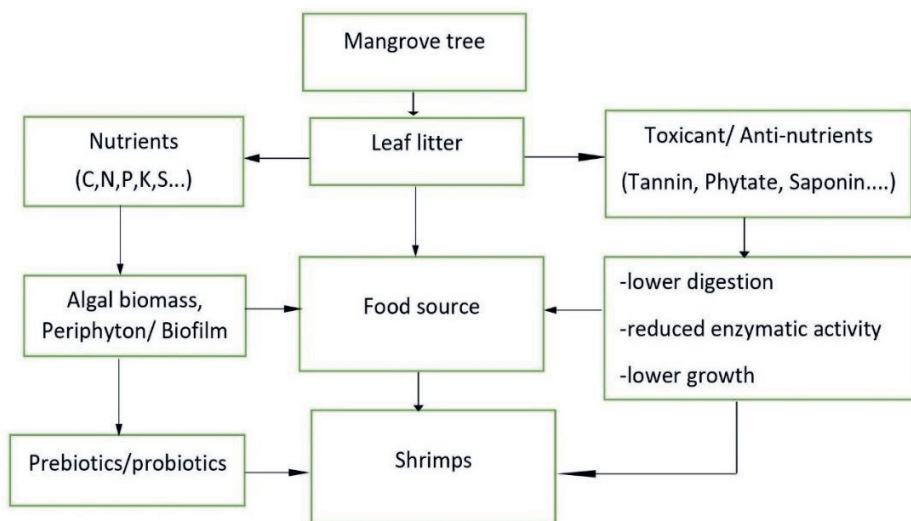 Mangrove tree
Nutrients
(C,N,P,K,S...)
Leaf litter
Toxicant/ Anti-nutrients
(Tannin, Phytate, Saponin....)
Algal biomass,
Periphyton/ Biofilm
Food source
-lower digestion
-reduced enzymatic activity
-lower growth
Prebiotics/probiotics
Shrimps